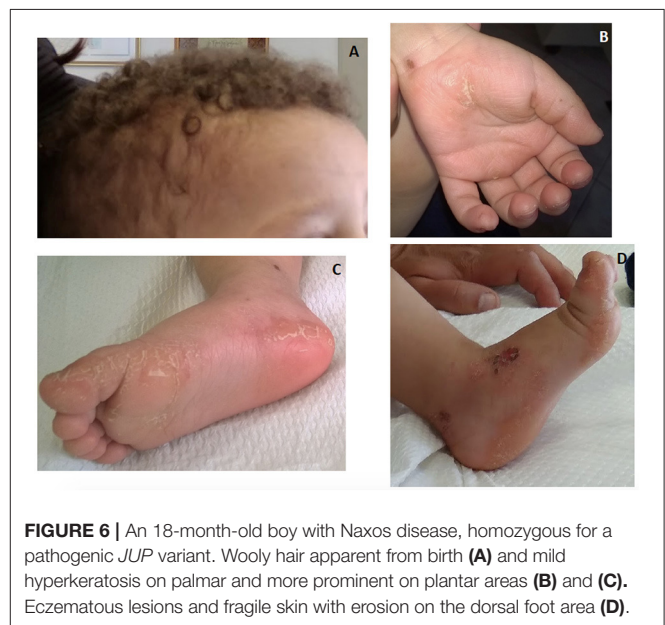 A
B
C
D
FIGURE 6 | An 18-month-old boy with Naxos disease, homozygous for a
pathogenic JUP variant. Wooly hair apparent from birth (A) and mild
hyperkeratosis on palmar and more prominent on plantar areas (B) and (C).
Eczematous lesions and fragile skin with erosion on the dorsal foot area (D).